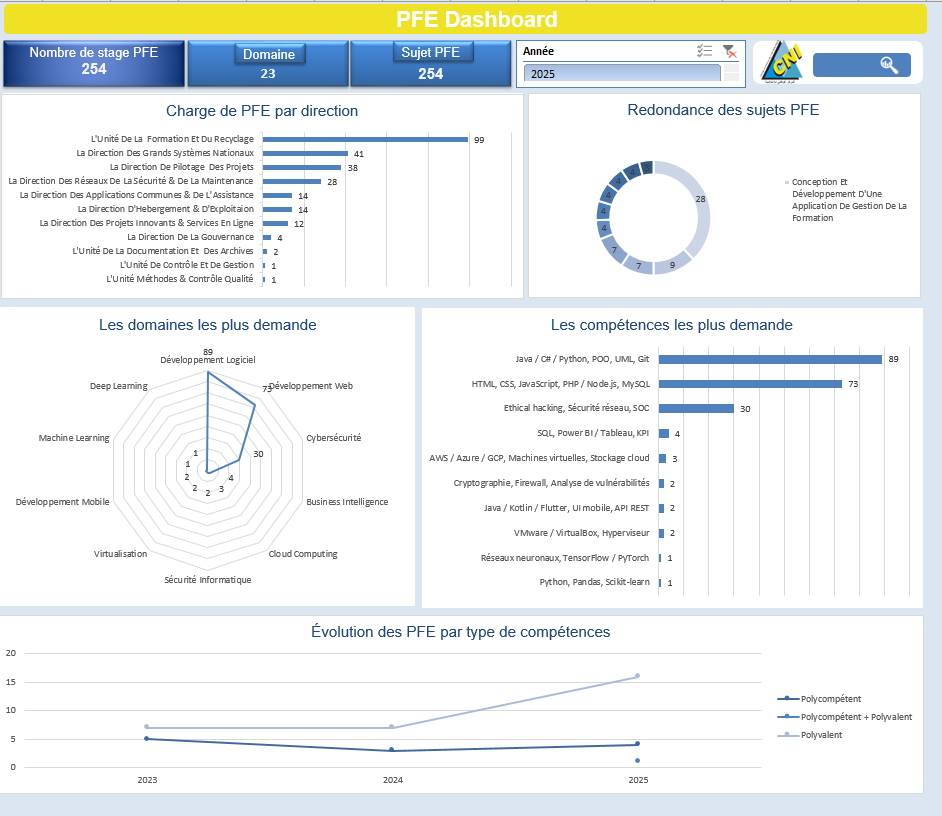 PFE Dashboard
Nombre de stage PFE
254
Domaine
23
Sujet PFE
254
Année
2025
CNI
Charge de PFE par direction
L'Unité De La Formation Et Du Recyclage 99
La Direction Des Grands Systèmes Nationaux 41
La Direction De Pilotage Des Projets 38
La Direction Des Réseaux De La Sécurité & De La Maintenance 28
La Direction Des Applications Communes & De L'Assistance 14
La Direction D'Hebergement & D'Exploitaion 14
La Direction Des Projets Innovants & Services En Ligne 12
La Direction De La Gouvernance 4
L'Unité De La Documentation Et Des Archives 2
L'Unité De Contrôle Et De Gestion 1
L'Unité Méthodes & Contrôle Qualité 1
Redondance des sujets PFE
28
9
7
7
4
4
4
4
4
Conception Et
Développement D'Une
Application De Gestion De La
Formation
Les domaines les plus demande
89
Développement Logiciel
73
Développement Web
30
Cybersécurité
4
Business Intelligence
3
Cloud Computing
2
Sécurité Informatique
2
Virtualisation
2
Développement Mobile
1
Machine Learning
1
Deep Learning
Les compétences les plus demande
Java / C# / Python, POO, UML, Git 89
HTML, CSS, JavaScript, PHP / Node.js, MySQL 73
Ethical hacking, Sécurité réseau, SOC 30
SQL, Power BI / Tableau, KPI 4
AWS / Azure / GCP, Machines virtuelles, Stockage cloud 3
Cryptographie, Firewall, Analyse de vulnérabilités 2
Java / Kotlin / Flutter, UI mobile, API REST 2
VMware / VirtualBox, Hyperviseur 2
Réseaux neuronaux, TensorFlow / PyTorch 1
Python, Pandas, Scikit-learn 1
Évolution des PFE par type de compétences
20
15
10
5
0
2023 2024 2025
Polycompétent
Polycompétent + Polyvalent
Polyvalent